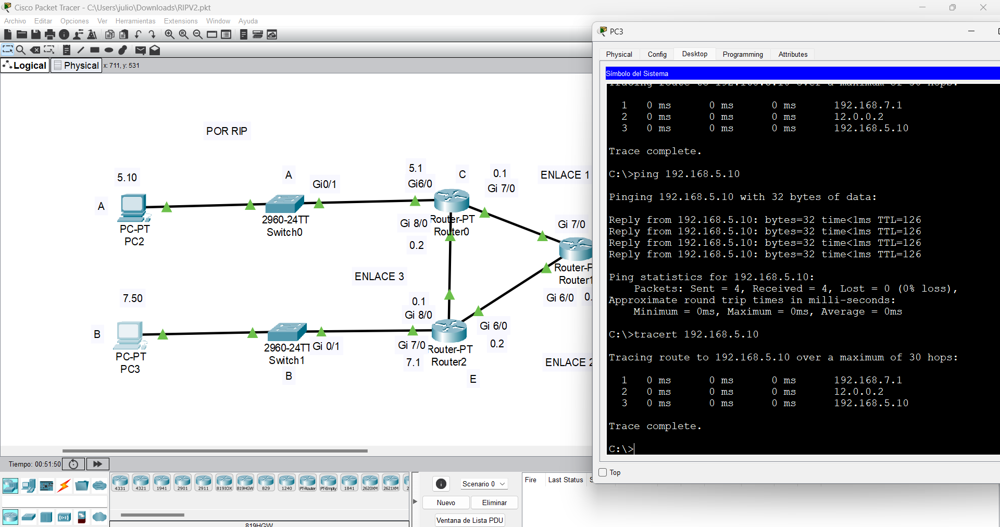 Cisco Packet Tracer - C:\Users\julio\Downloads\RIPV2.pkt
Archivo Editar Opciones Ver Herramientas Extensions Window Ayuda
Logical Physical x: 711, y: 531
POR RIP
5.10
A
Gi0/1
5.1
Gi6/0
C
0.1
Gi 7/0
ENLACE 1
A
PC-PT
PC2
2960-24TT
Switch0
Gi 8/0
Router-PT
Router0
0.2
Gi 7/0
Router-P
Router1
ENLACE 3
Gi 6/0
0.
7.50
0.1
Gi 8/0
B
PC-PT
PC3
2960-24TT
Switch1
Gi 0/1
B
Gi 7/0
7.1
Router-PT
Router2
Gi 6/0
0.2
E
ENLACE 2
PC3
Physical Config Desktop Programming Attributes
Símbolo del Sistema
Tracing route to 192.168.5.10 over a maximum of 30 hops:
1 0 ms 0 ms 0 ms 192.168.7.1
2 0 ms 0 ms 0 ms 12.0.0.2
3 0 ms 0 ms 0 ms 192.168.5.10
Trace complete.
C:\>ping 192.168.5.10
Pinging 192.168.5.10 with 32 bytes of data:
Reply from 192.168.5.10: bytes=32 time<1ms TTL=126
Reply from 192.168.5.10: bytes=32 time<1ms TTL=126
Reply from 192.168.5.10: bytes=32 time<1ms TTL=126
Reply from 192.168.5.10: bytes=32 time<1ms TTL=126
Ping statistics for 192.168.5.10:
Packets: Sent = 4, Received = 4, Lost = 0 (0% loss),
Approximate round trip times in milli-seconds:
Minimum = 0ms, Maximum = 0ms, Average = 0ms
C:\>tracert 192.168.5.10
Tracing route to 192.168.5.10 over a maximum of 30 hops:
1 0 ms 0 ms 0 ms 192.168.7.1
2 0 ms 0 ms 0 ms 12.0.0.2
3 0 ms 0 ms 0 ms 192.168.5.10
Trace complete.
C:\>
Top
Tiempo: 00:51:50
4331 4321 1941 2901 2911 819IOX 819HGW 829 1240 PT-Router PT-Empty 1841 2620XM 2621XM 2
819HGW
Scenario 0
Nuevo Eliminar
Ventana de Lista PDU
Fire Last Status S